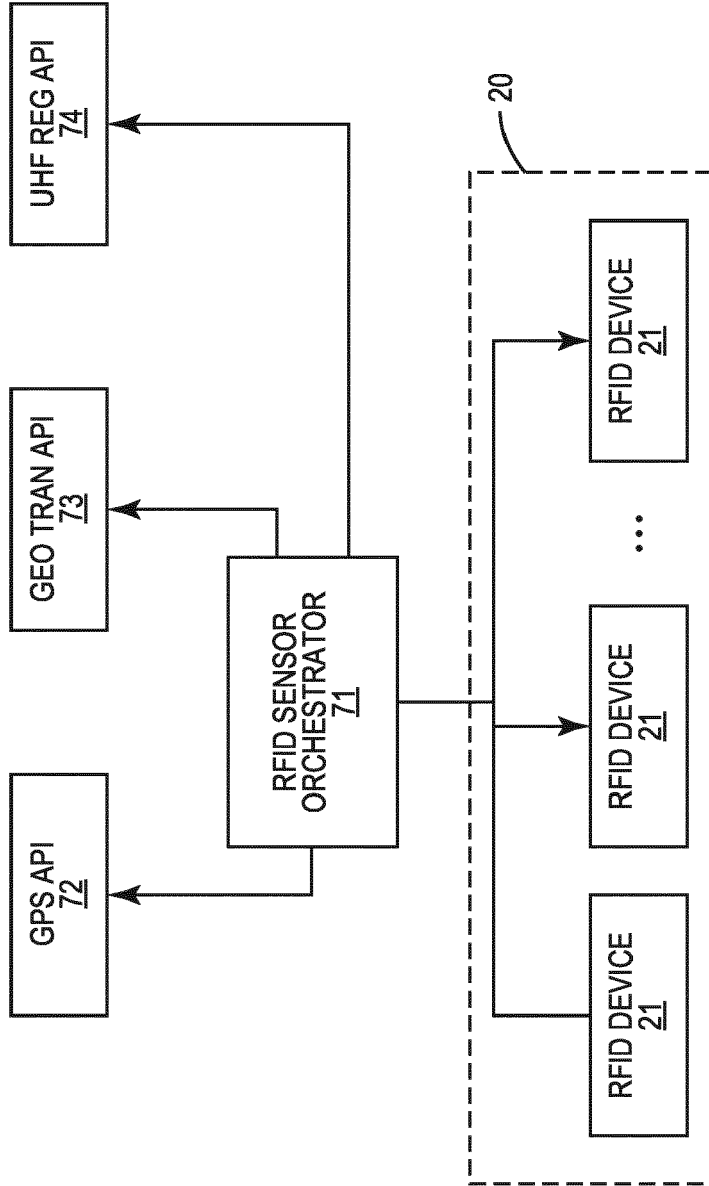 GPS API
72
GEO TRAN API
73
UHF REG API
74
RFID SENSOR
ORCHESTRATOR
71
20
RFID DEVICE
21
RFID DEVICE
21
...
RFID DEVICE
21